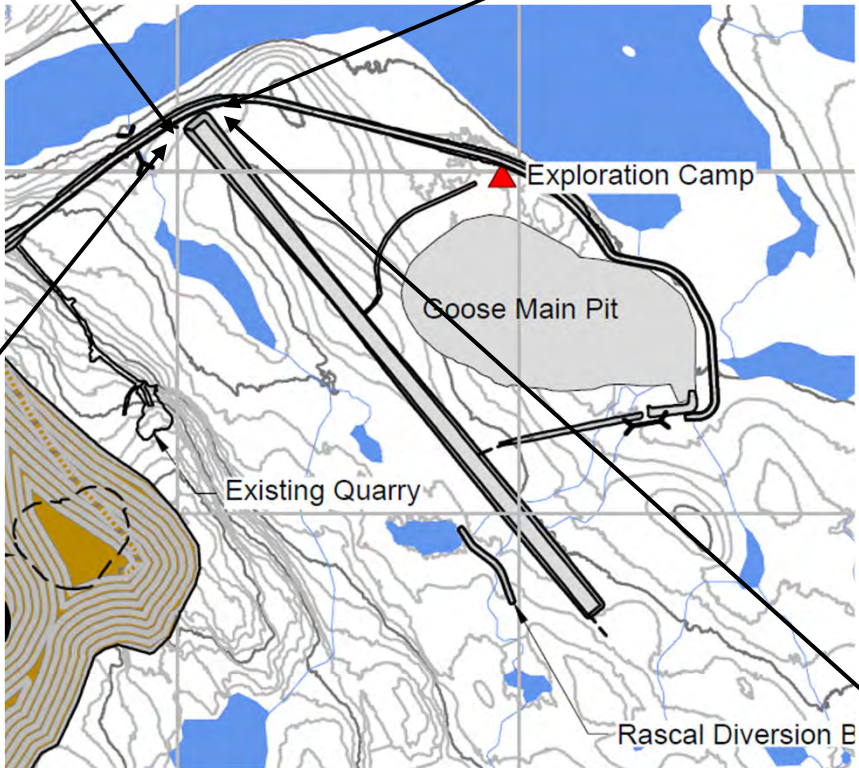 Exploration Camp
Goose Main Pit
Existing Quarry
Rascal Diversion B